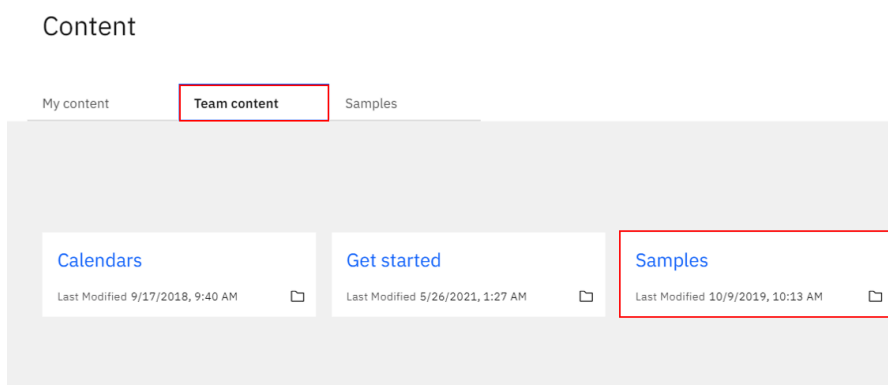 Content
My content Team content Samples
Calendars Get started Samples
Last Modified 9/17/2018, 9:40 AM Last Modified 5/26/2021, 1:27 AM Last Modified 10/9/2019, 10:13 AM